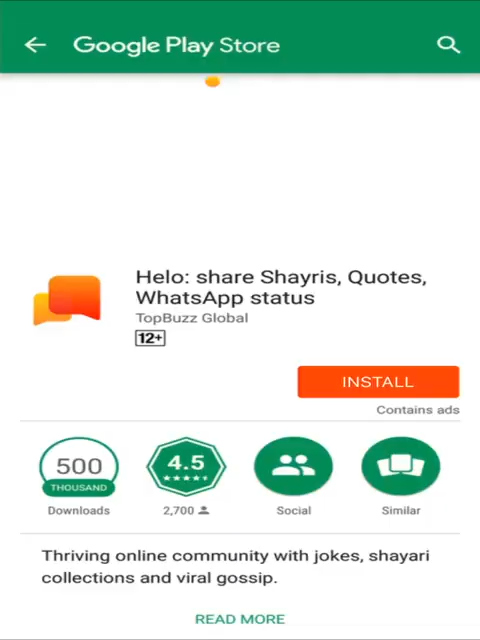 Google Play Store
Helo: share Shayris, Quotes,
WhatsApp status
TopBuzz Global
12+
INSTALL
Contains ads
500
THOUSAND
Downloads
4.5
2,700
Social
Similar
Thriving online community with jokes, shayari
collections and viral gossip.
READ MORE